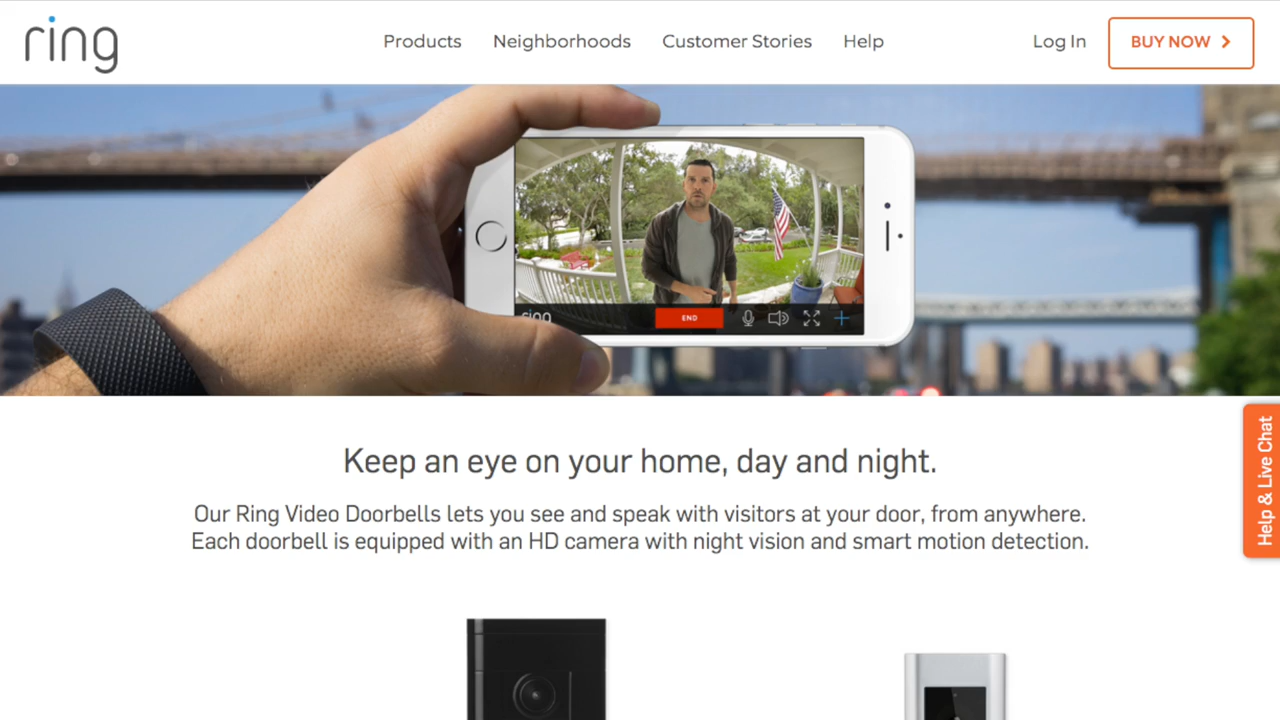 ring
Products Neighborhoods Customer Stories Help Log In BUY NOW
ring END
Keep an eye on your home, day and night.
Our Ring Video Doorbells lets you see and speak with visitors at your door, from anywhere.
Each doorbell is equipped with an HD camera with night vision and smart motion detection.
Help & Live Chat